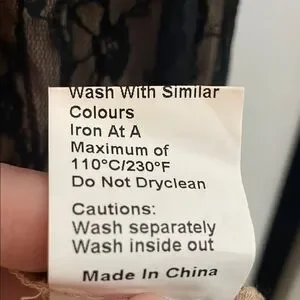 Wash With Similar
Colours
Iron At A
Maximum of
110°C/230°F
Do Not Dryclean
Cautions:
Wash separately
Wash inside out
Made In China